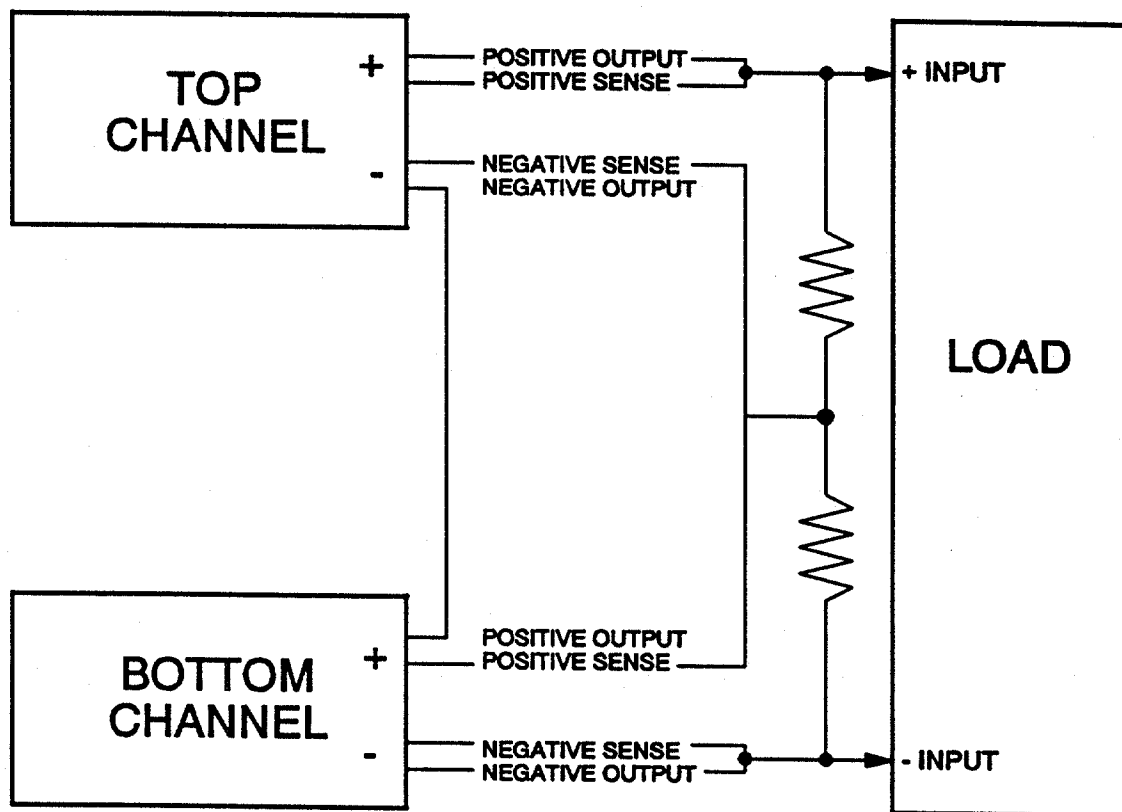 TOP
CHANNEL
+
-
POSITIVE OUTPUT
POSITIVE SENSE
NEGATIVE SENSE
NEGATIVE OUTPUT
+ INPUT
LOAD
BOTTOM
CHANNEL
+
-
POSITIVE OUTPUT
POSITIVE SENSE
NEGATIVE SENSE
NEGATIVE OUTPUT
- INPUT